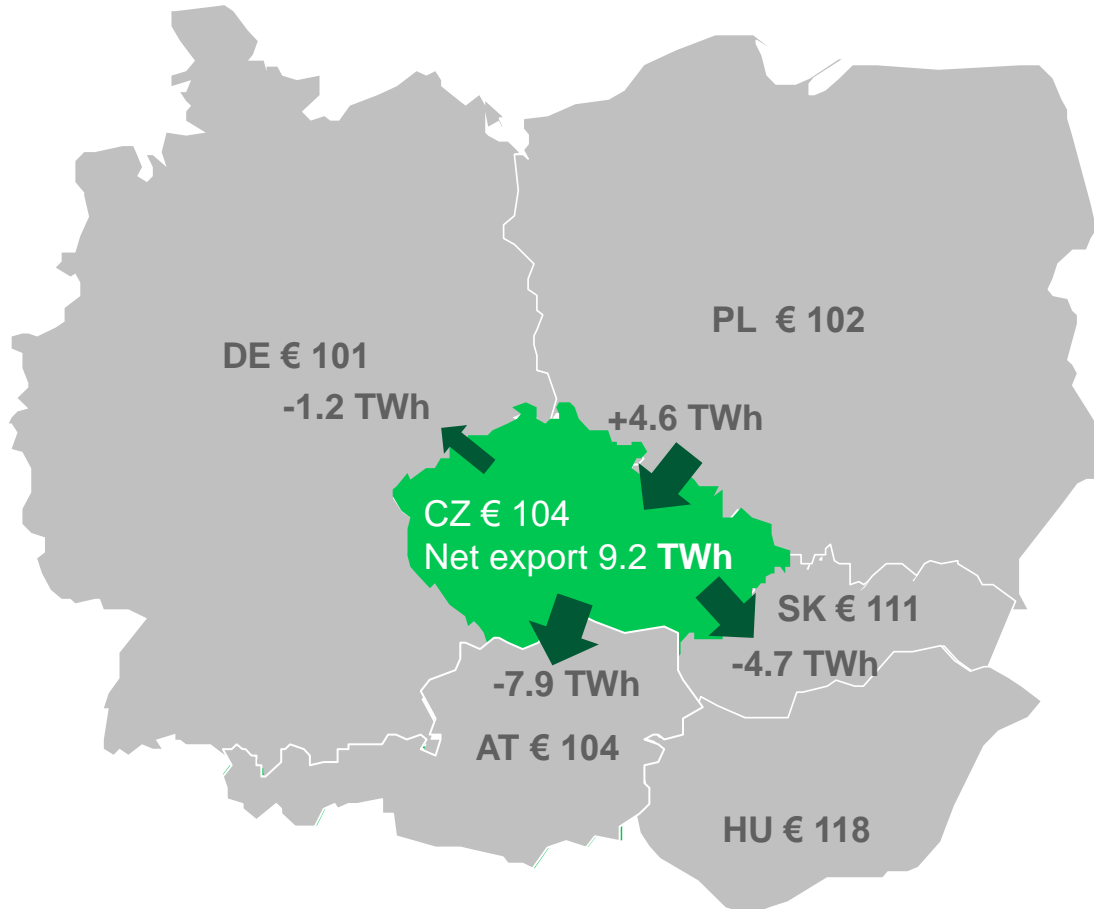 PL € 102
DE € 101
-1.2 TWh
+4.6 TWh
CZ € 104
Net export 9.2 TWh
SK € 111
-4.7 TWh
-7.9 TWh
AT € 104
HU € 118